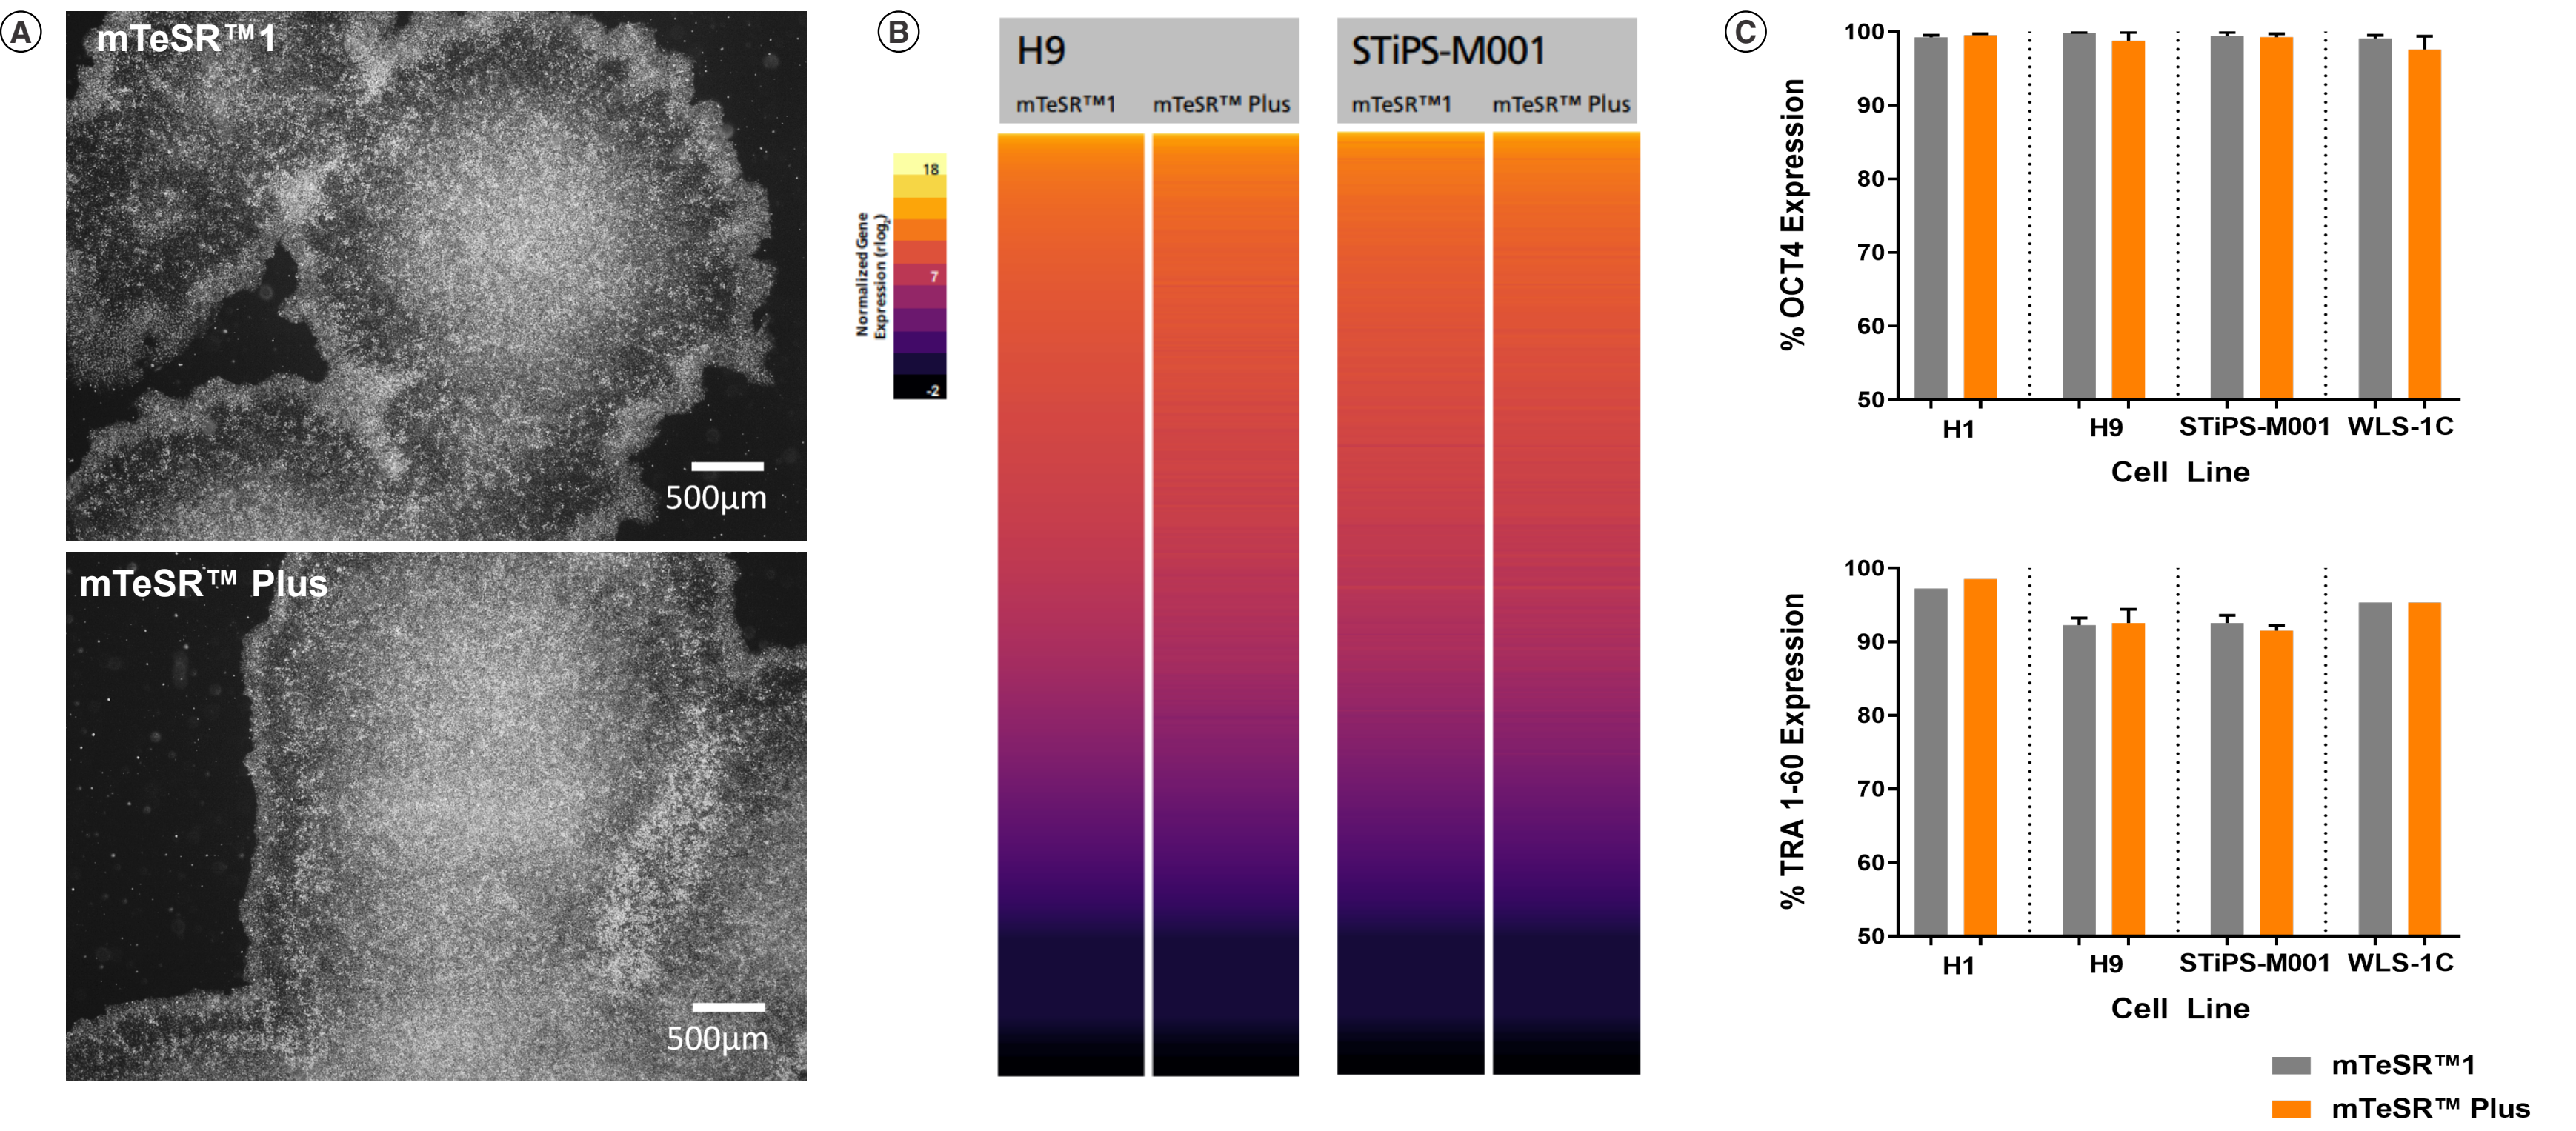 A
mTeSR™1
500µm
mTeSR™ Plus
500µm
B
H9
mTeSR™1 mTeSR™ Plus
STiPS-M001
mTeSR™1 mTeSR™ Plus
Normalized Gene
Expression (rlog2)
18
7
-2
C
% OCT4 Expression
100
90
80
70
60
50
H1 H9 STiPS-M001 WLS-1C
Cell Line
% TRA 1-60 Expression
100
90
80
70
60
50
H1 H9 STiPS-M001 WLS-1C
Cell Line
mTeSR™1
mTeSR™ Plus